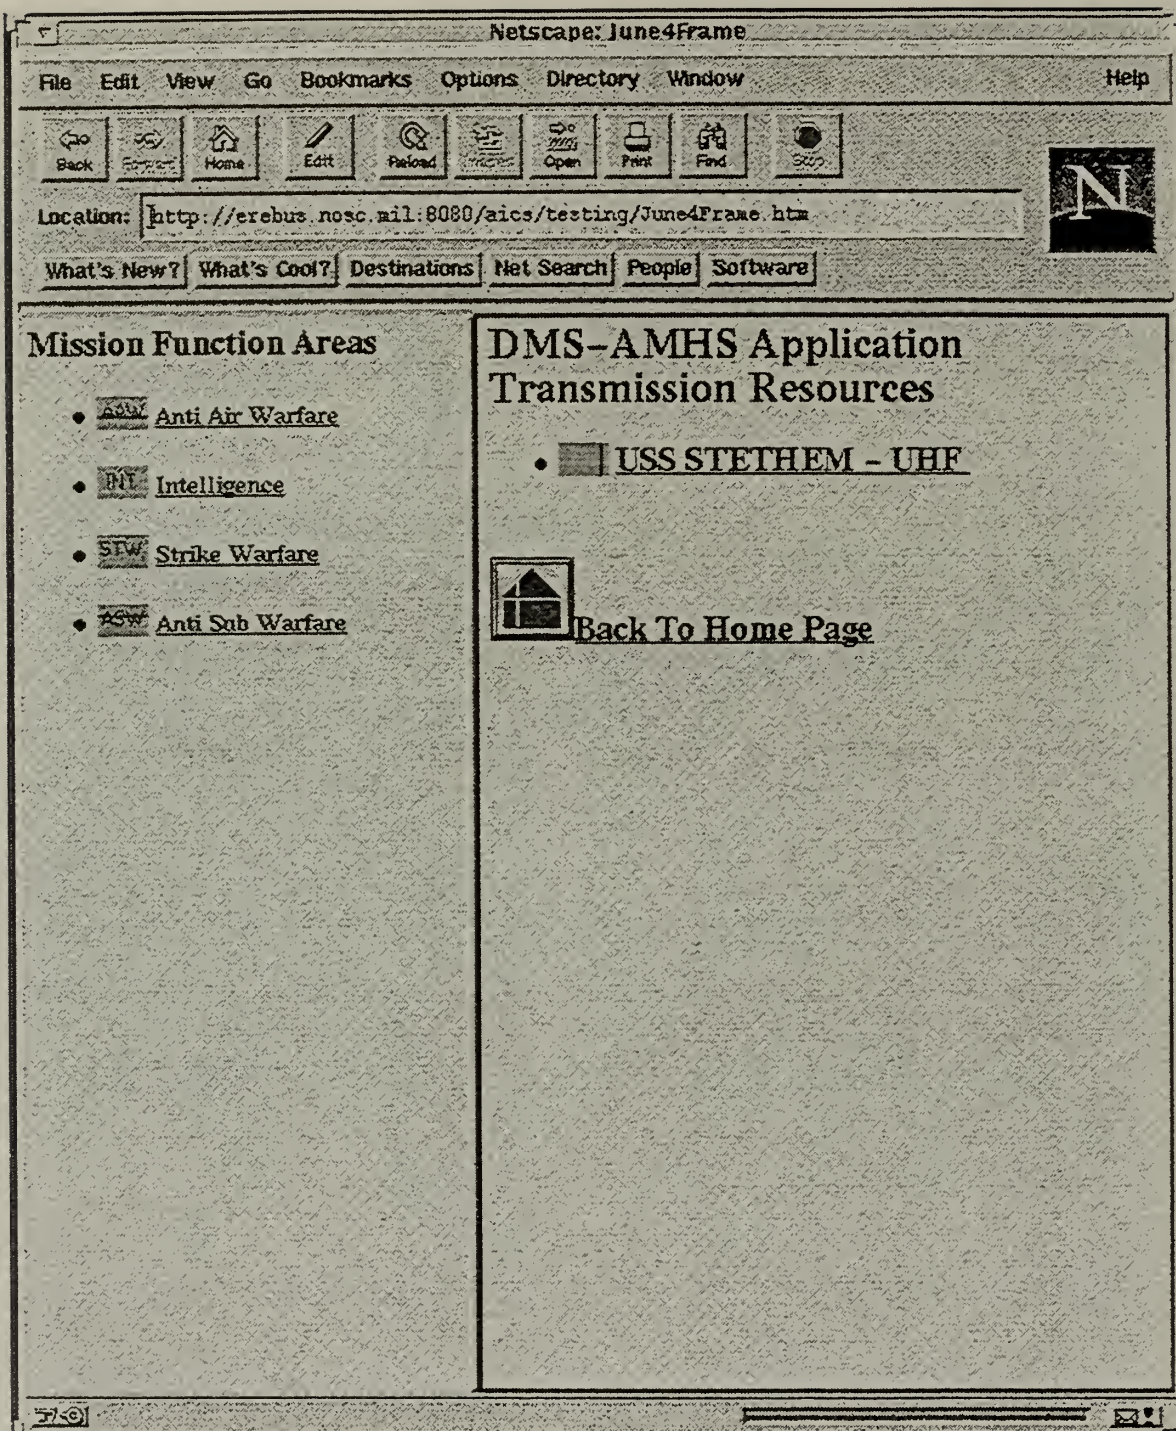 Netscape: June4Frame
File Edit View Go Bookmarks Options Directory Window Help
Back Forward Home Edit Reload Images Open Print Find Stop
N
Location: http://erebus.nosc.mil:8080/aics/testing/June4Frame.htm
What's New? What's Cool? Destinations Net Search People Software
Mission Function Areas
Anti Air Warfare
INT Intelligence
STW Strike Warfare
ASW Anti Sub Warfare
DMS-AMHS Application
Transmission Resources
USS STETHEM - UHF
Back To Home Page